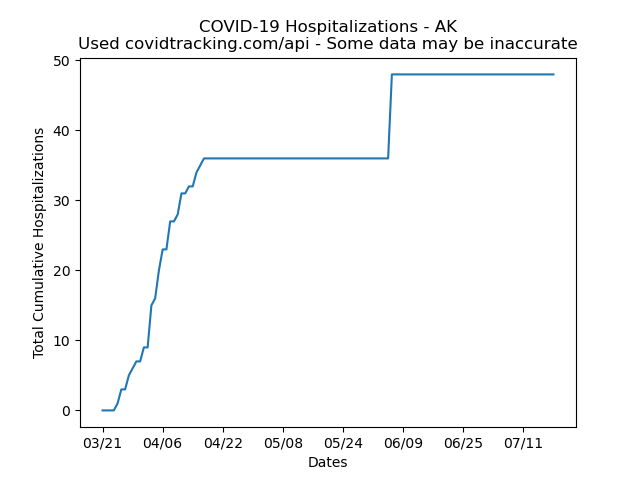 COVID-19 Hospitalizations - AK
Used covidtracking.com/api - Some data may be inaccurate
50
40
30
20
10
0
Total Cumulative Hospitalizations
03/21 04/06 04/22 05/08 05/24 06/09 06/25 07/11
Dates